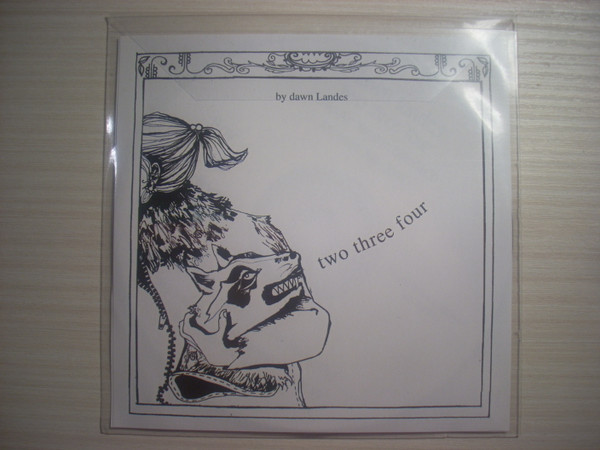 by dawn Landes
two three four